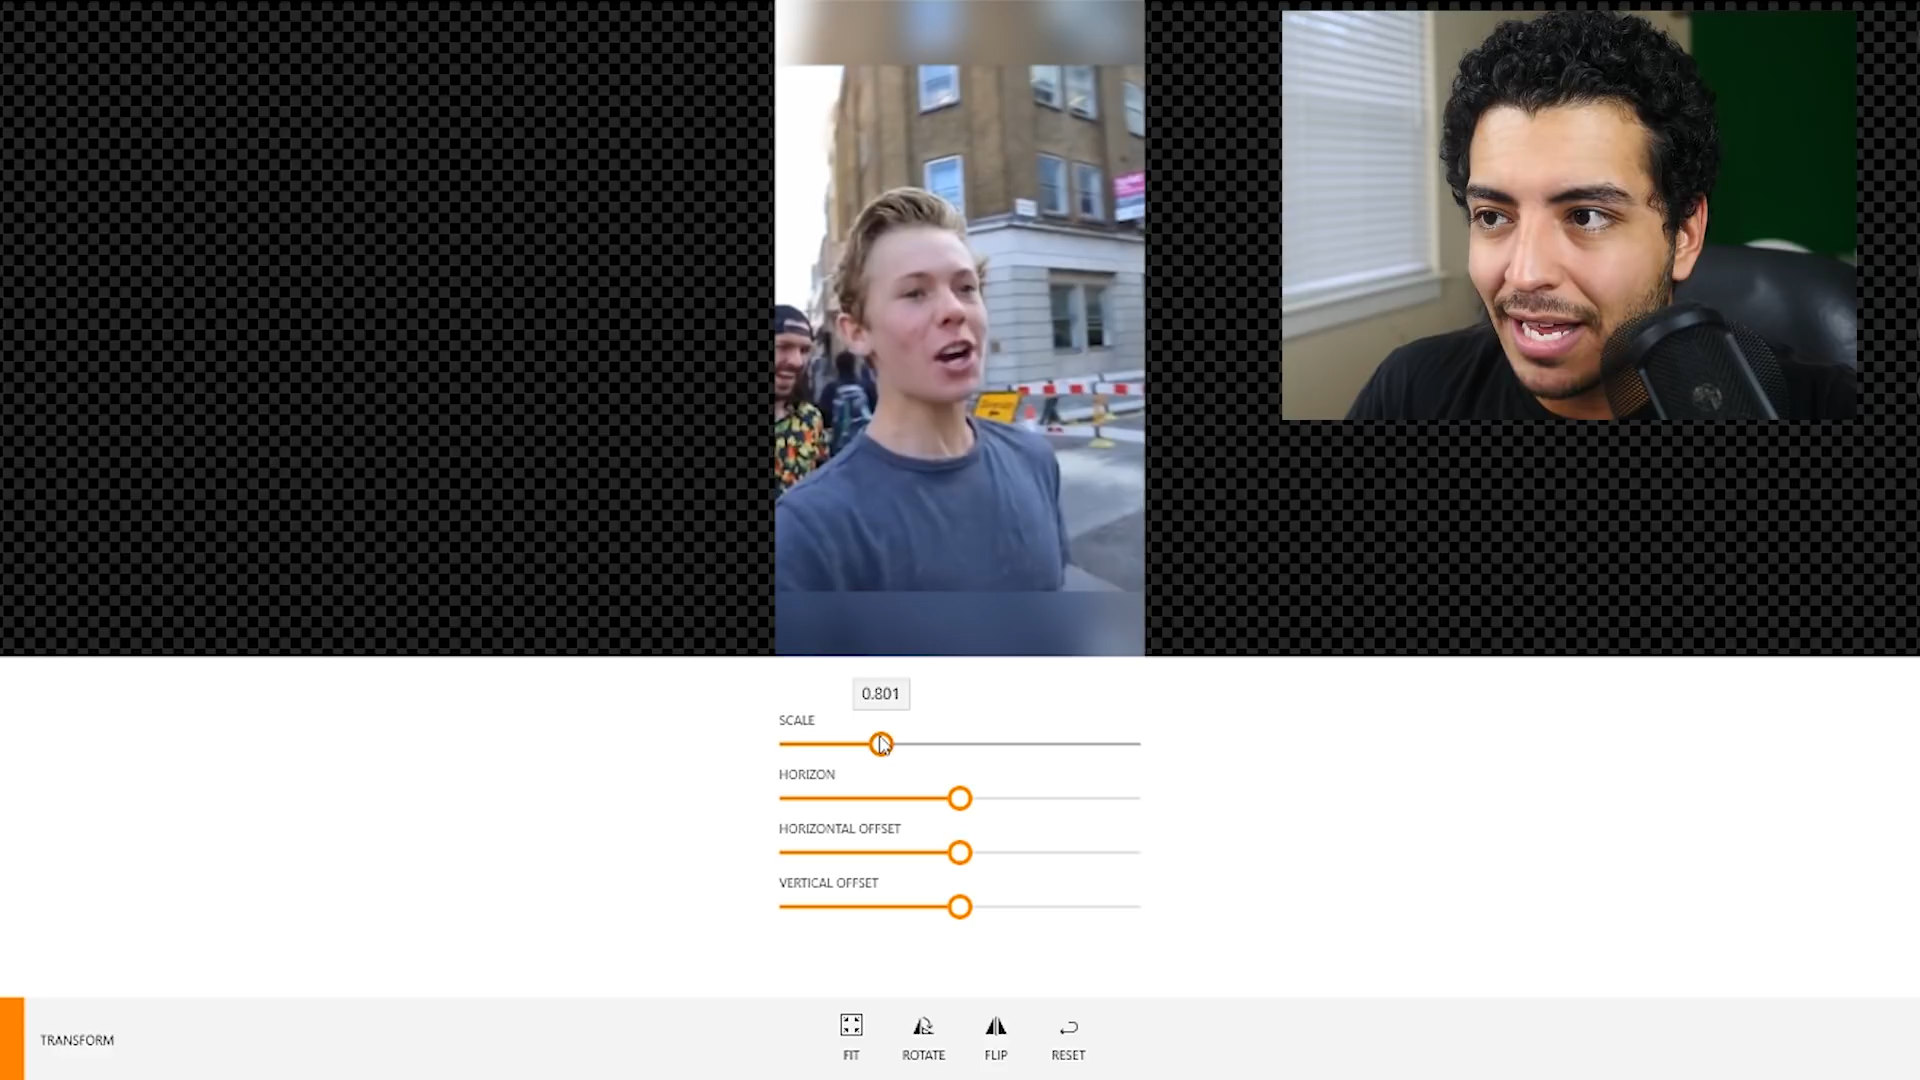 0.801
SCALE
HORIZON
HORIZONTAL OFFSET
VERTICAL OFFSET
TRANSFORM
FIT
ROTATE
FLIP
RESET